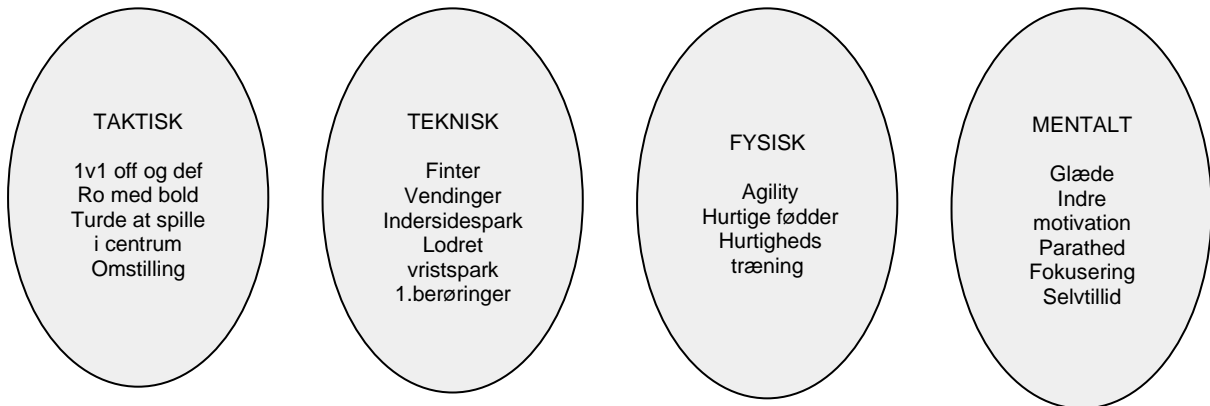 TAKTISK
1v1 off og def
Ro med bold
Turde at spille
i centrum
Omstilling
TEKNISK
Finter
Vendinger
Indersidespark
Lodret
vristspark
1.berøringer
FYSISK
Agility
Hurtige fødder
Hurtigheds
træning
MENTALT
Glæde
Indre
motivation
Parathed
Fokusering
Selvtillid